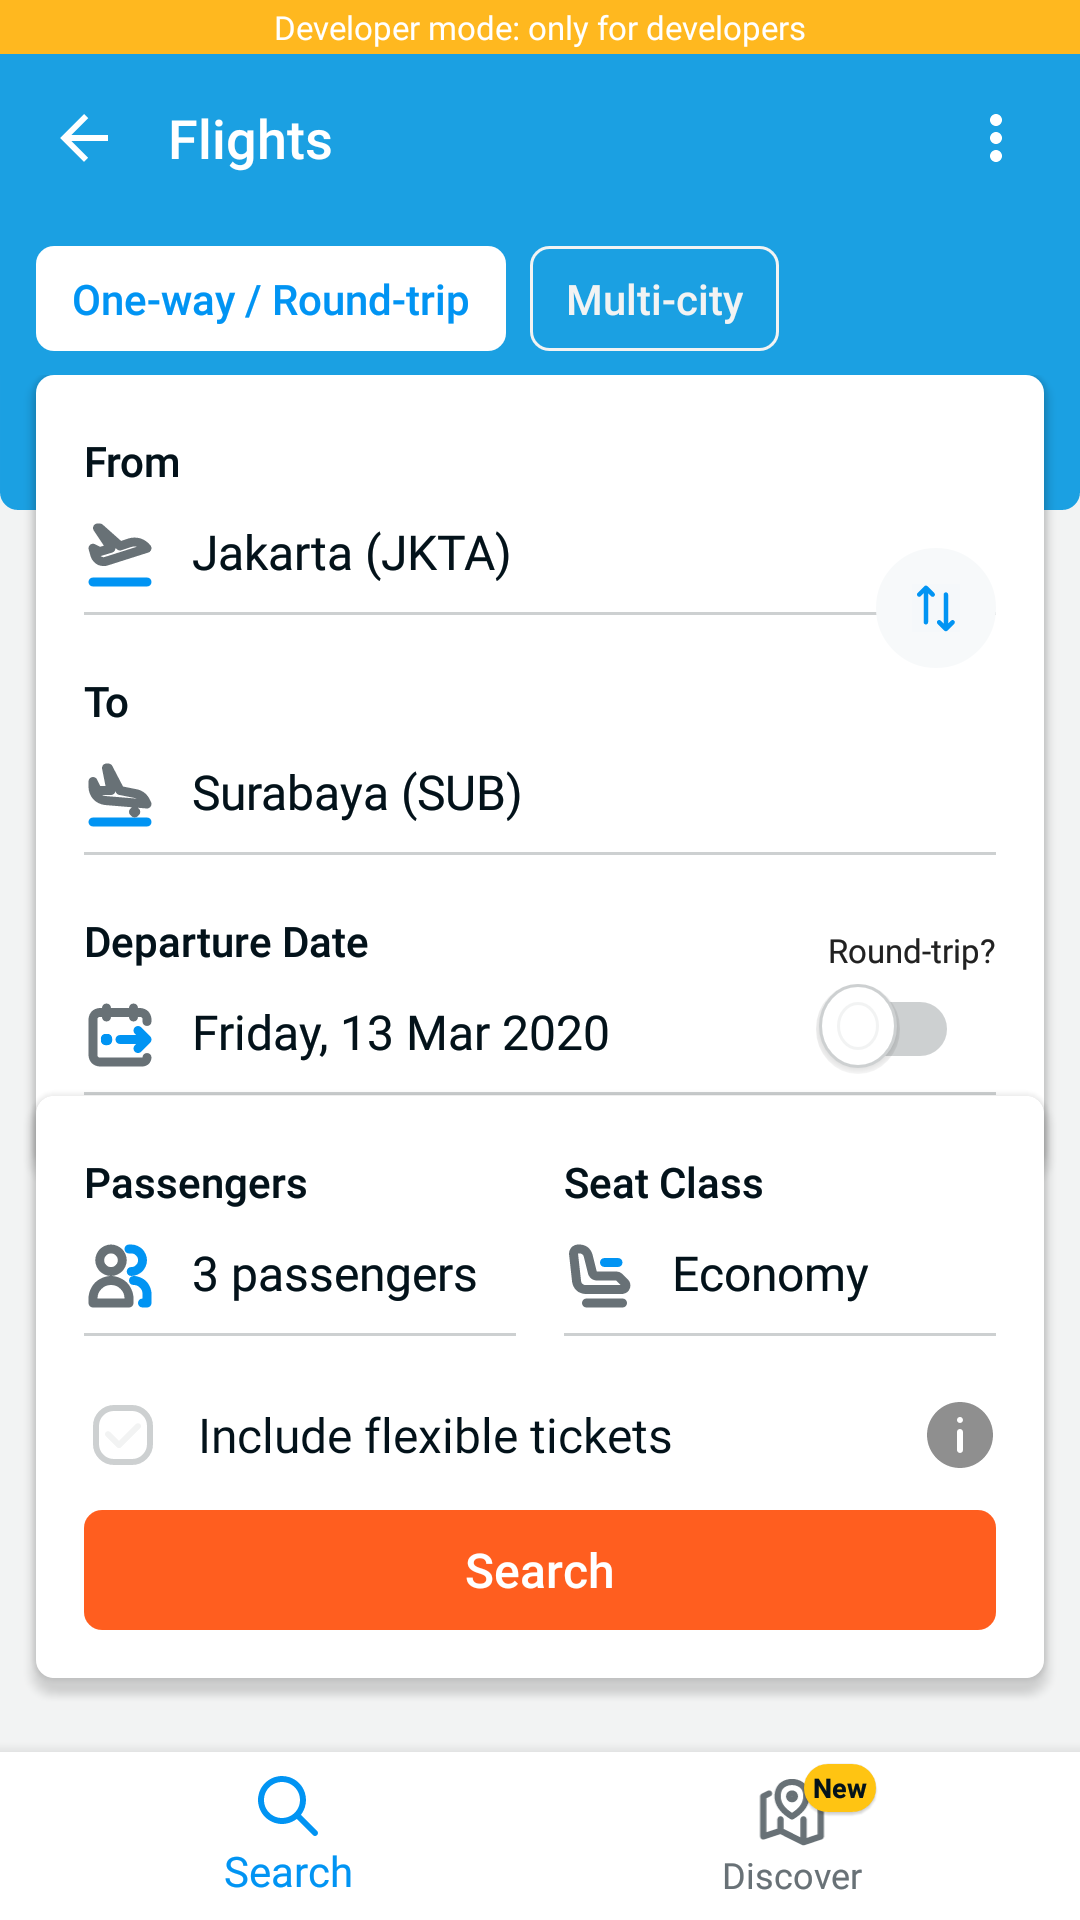 Developer mode: only for developers
Flights
One-way / Round-trip
Multi-city
From
Jakarta (JKTA)
To
Surabaya (SUB)
Departure Date
Round-trip?
Friday, 13 Mar 2020
Passengers
Seat Class
3 passengers
Economy
Include flexible tickets
Search
New
Search
Discover